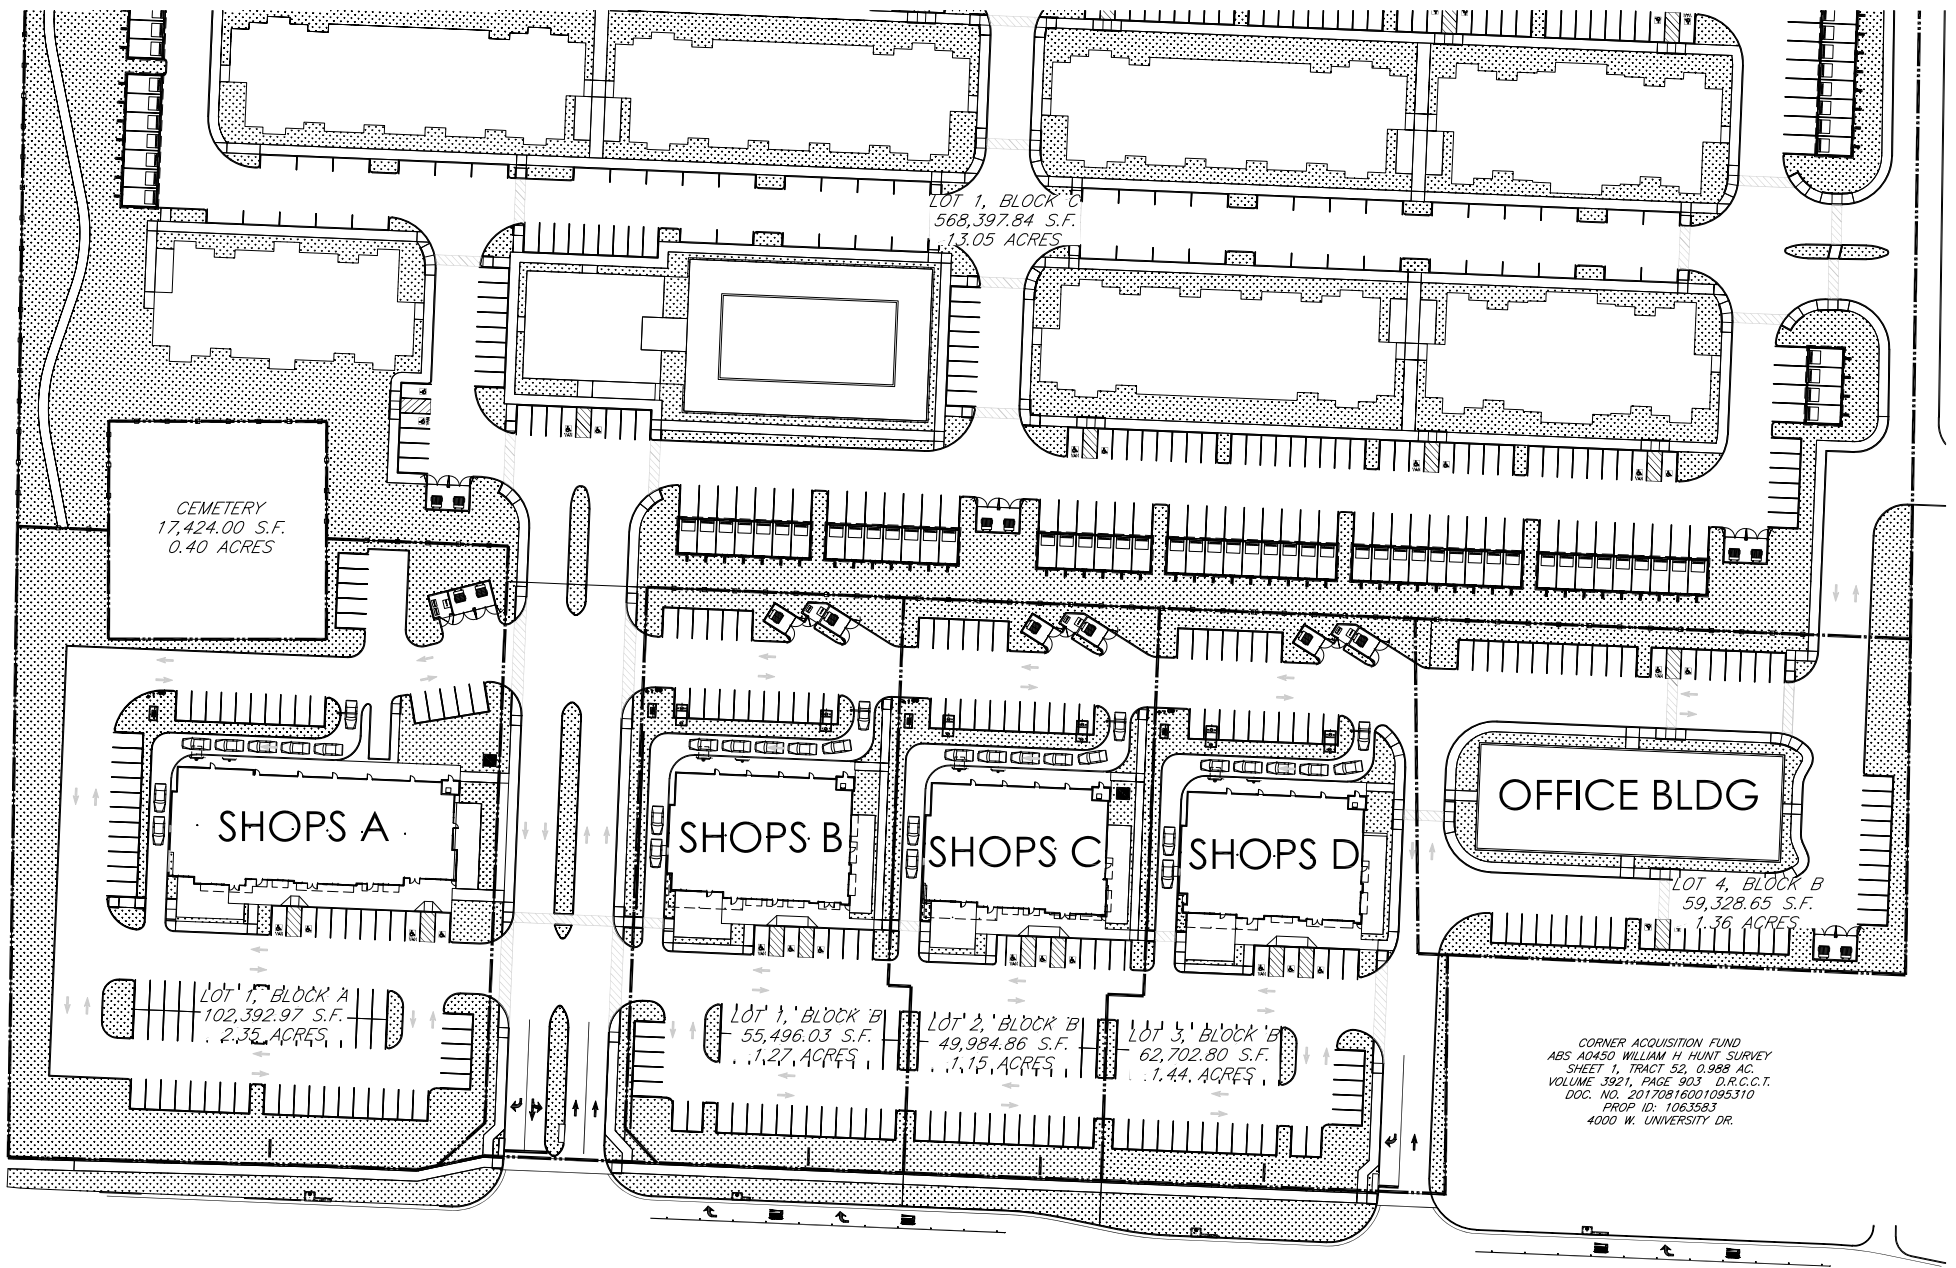 LOT 1, BLOCK C
568,397.84 S.F.
13.05 ACRES
CEMETERY
17,424.00 S.F.
0.40 ACRES
SHOPS A
SHOPS B
SHOPS C
SHOPS D
OFFICE BLDG
LOT 4, BLOCK B
59,328.65 S.F.
1.36 ACRES
LOT 1, BLOCK A
102,392.97 S.F.
2.35 ACRES
LOT 1, BLOCK B
55,496.03 S.F.
1.27 ACRES
LOT 2, BLOCK B
49,984.86 S.F.
1.15 ACRES
LOT 3, BLOCK B
62,702.80 S.F.
1.44 ACRES
CORNER ACQUISITION FUND
ABS A0450 WILLIAM H HUNT SURVEY
SHEET 1, TRACT 52, 0.988 AC.
VOLUME 3921, PAGE 903 D.R.C.C.T.
DOC. NO. 20170816001095310
PROP ID: 1063583
4000 W. UNIVERSITY DR.